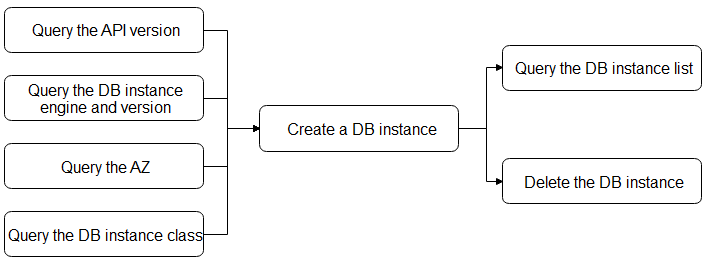 Query the API version
Query the DB instance
engine and version
Query the AZ
Query the DB instance class
Create a DB instance
Query the DB instance list
Delete the DB instance